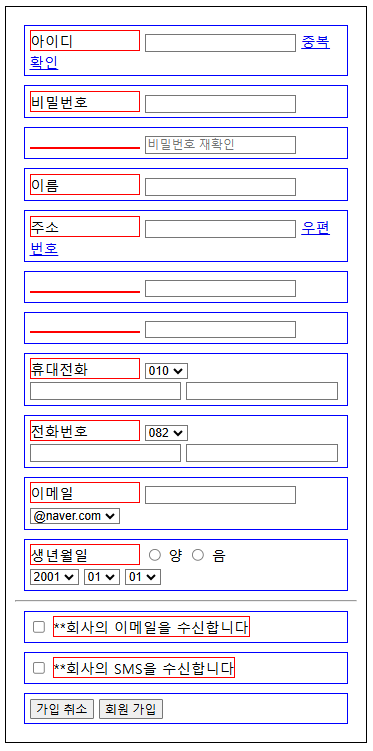 아이디 중복
확인
비밀번호
비밀번호 재확인
이름
주소 우편
번호
휴대전화 010
전화번호 082
이메일
@naver.com
생년월일 양 음
2001 01 01
**회사의 이메일을 수신합니다
**회사의 SMS을 수신합니다
가입 취소 회원 가입